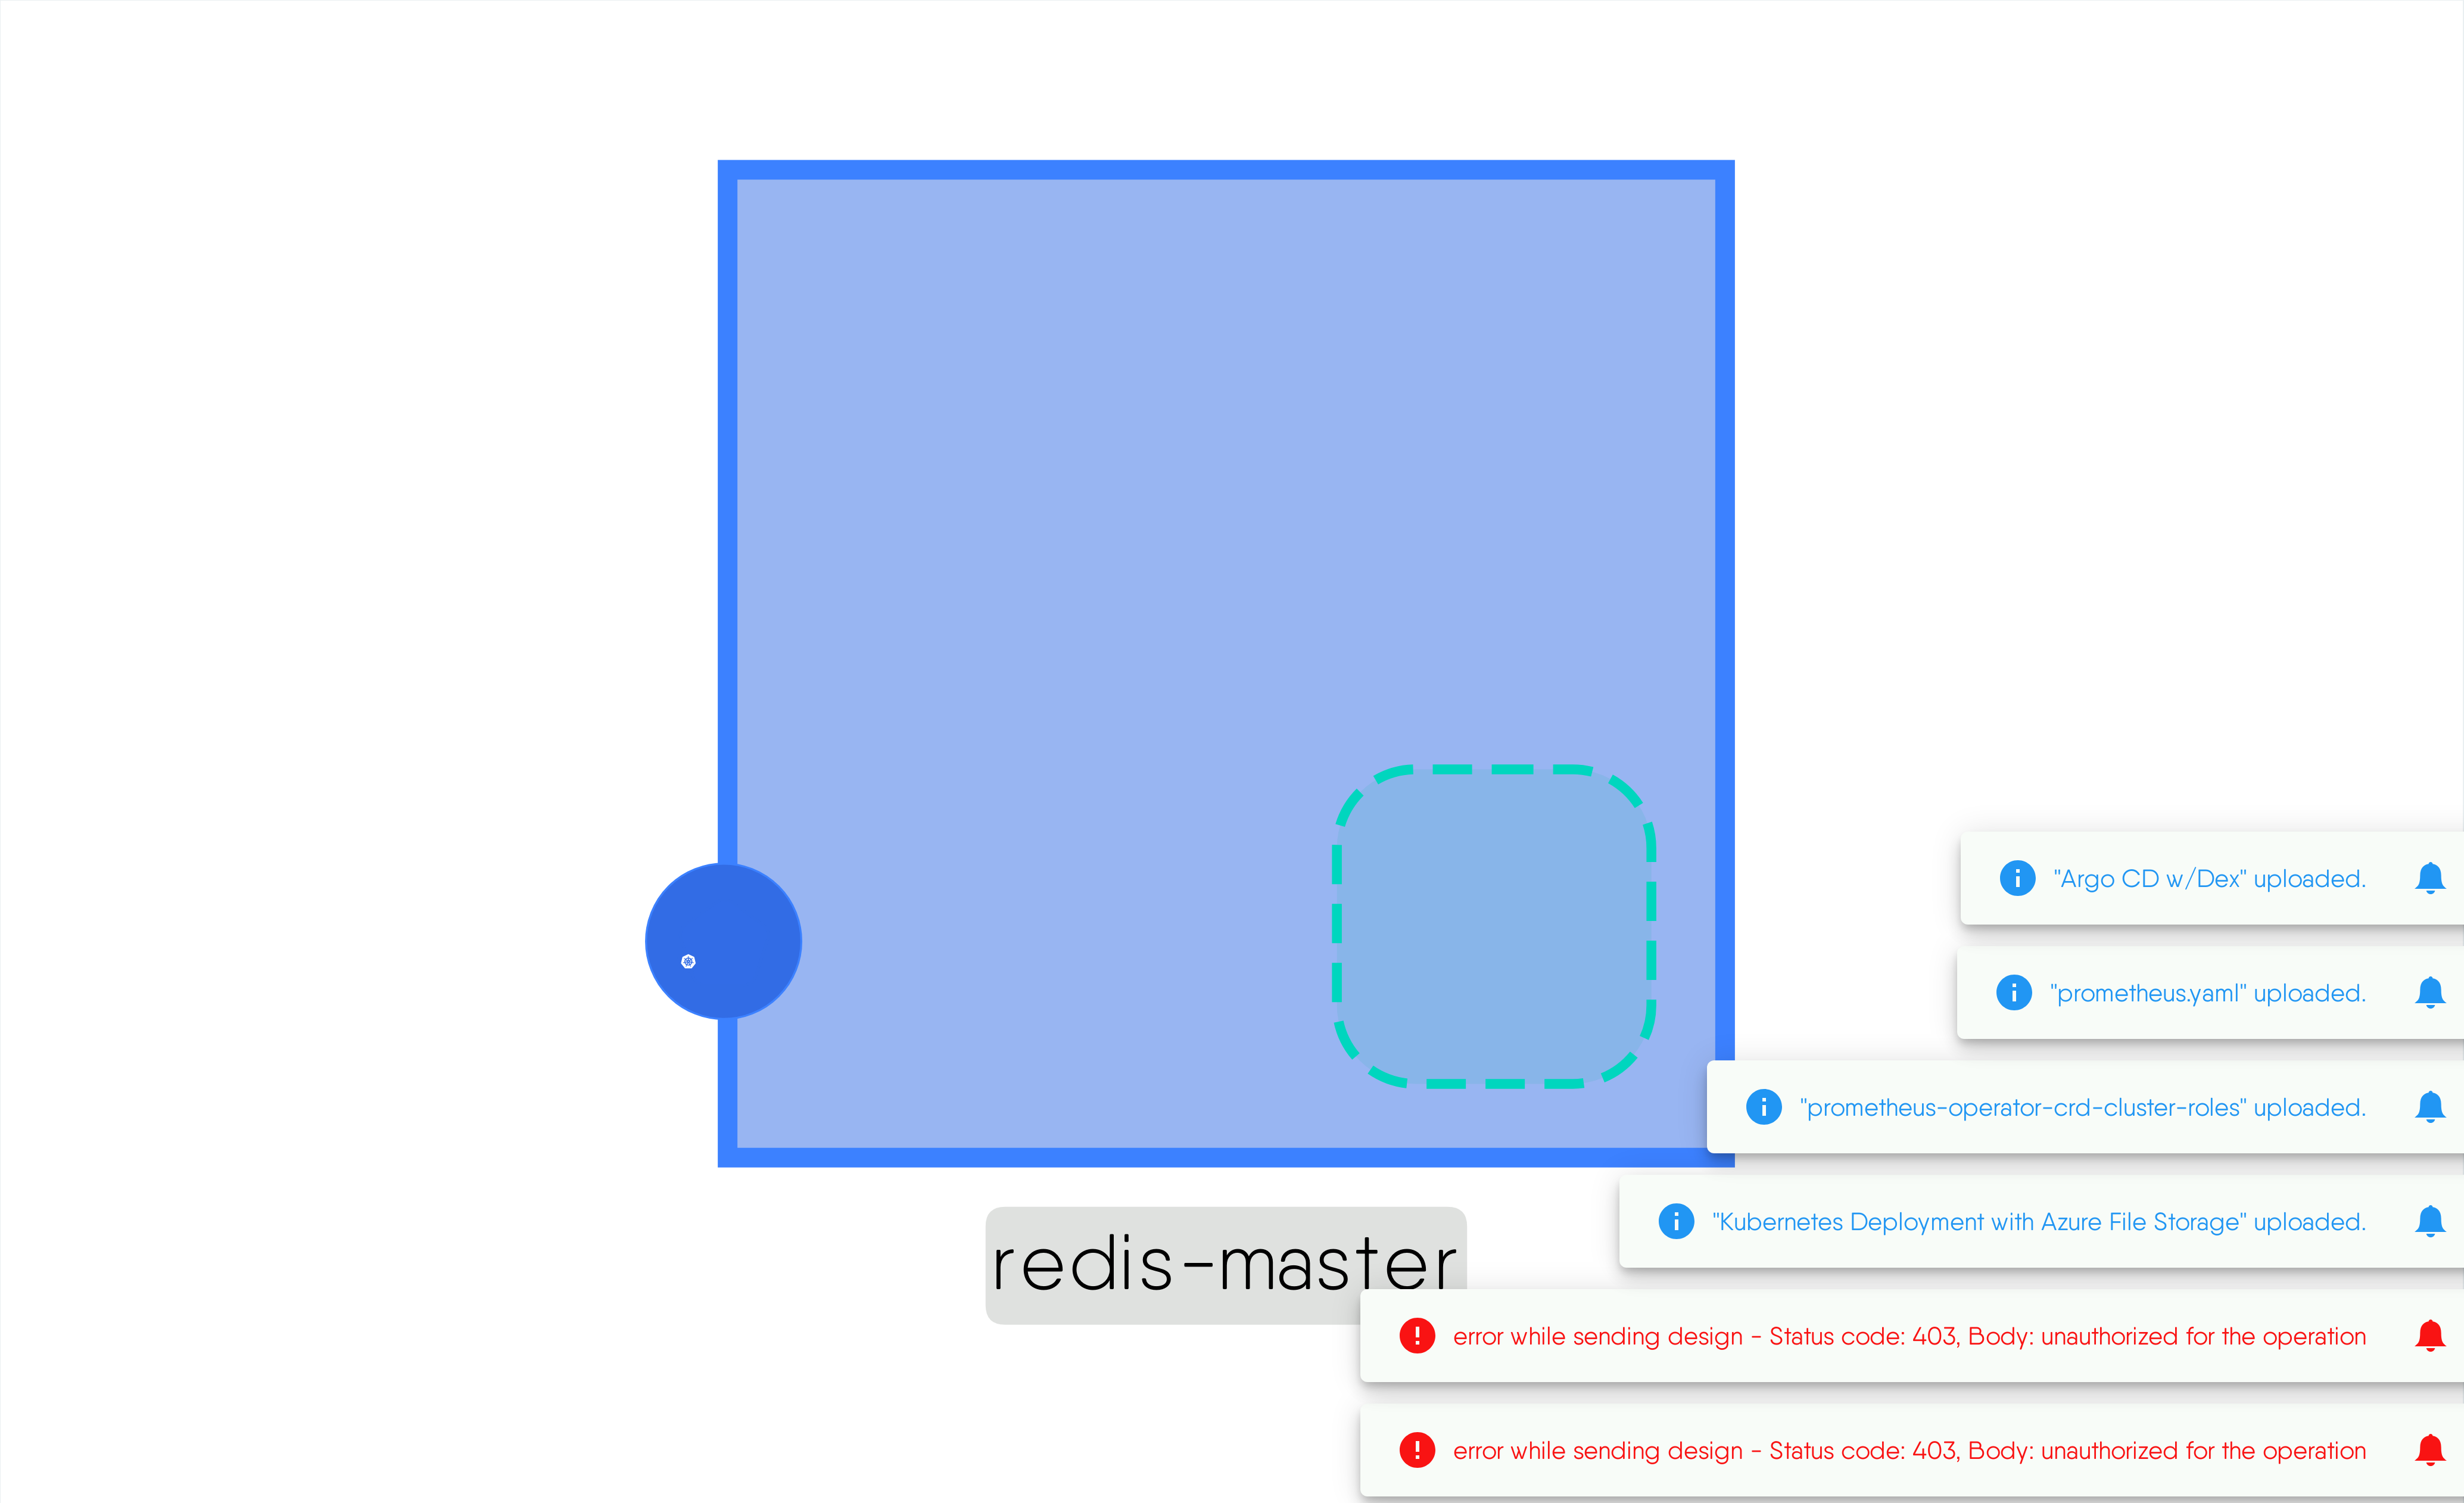 "Argo CD w/Dex" uploaded.
"prometheus.yaml" uploaded.
"prometheus-operator-crd-cluster-roles" uploaded.
"Kubernetes Deployment with Azure File Storage" uploaded.
redis-master
error while sending design - Status code: 403, Body: unauthorized for the operation
error while sending design - Status code: 403, Body: unauthorized for the operation